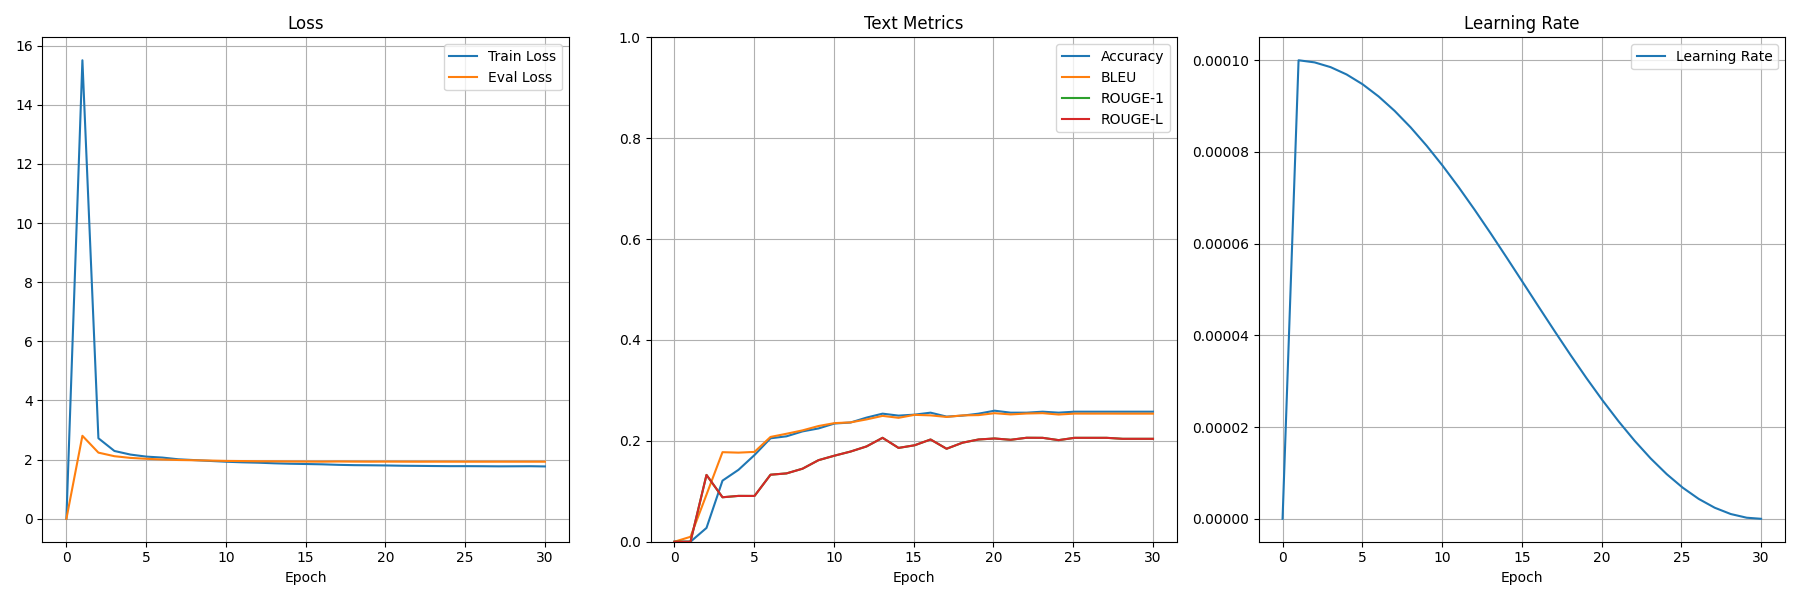 Loss
16
14
12
10
8
6
4
2
0
0 5 10 15 20 25 30
Epoch
Train Loss
Eval Loss
Text Metrics
1.0
0.8
0.6
0.4
0.2
0.0
0 5 10 15 20 25 30
Epoch
Accuracy
BLEU
ROUGE-1
ROUGE-L
Learning Rate
0.00010
0.00008
0.00006
0.00004
0.00002
0.00000
0 5 10 15 20 25 30
Epoch
Learning Rate